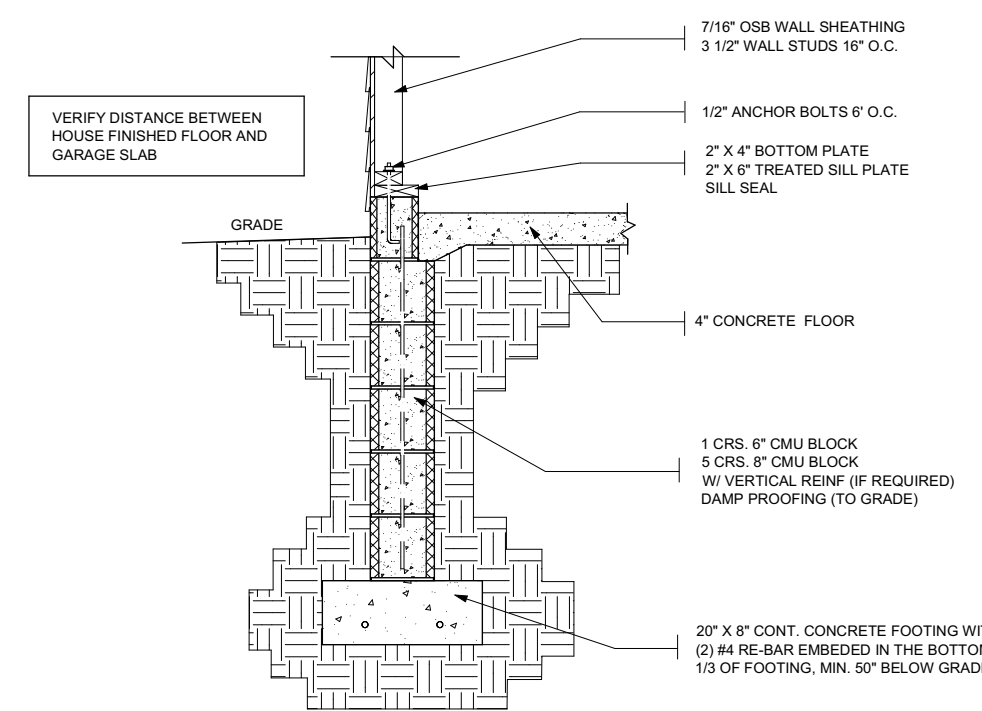 7/16" OSB WALL SHEATHING
3 1/2" WALL STUDS 16" O.C.
VERIFY DISTANCE BETWEEN
HOUSE FINISHED FLOOR AND
GARAGE SLAB
1/2" ANCHOR BOLTS 6' O.C.
2" X 4" BOTTOM PLATE
2" X 6" TREATED SILL PLATE
SILL SEAL
GRADE
4" CONCRETE FLOOR
1 CRS. 6" CMU BLOCK
5 CRS. 8" CMU BLOCK
W/ VERTICAL REINF (IF REQUIRED)
DAMP PROOFING (TO GRADE)
20" X 8" CONT. CONCRETE FOOTING
(2) #4 RE-BAR EMBEDED IN THE
1/3 OF FOOTING, MIN. 50" BELOW